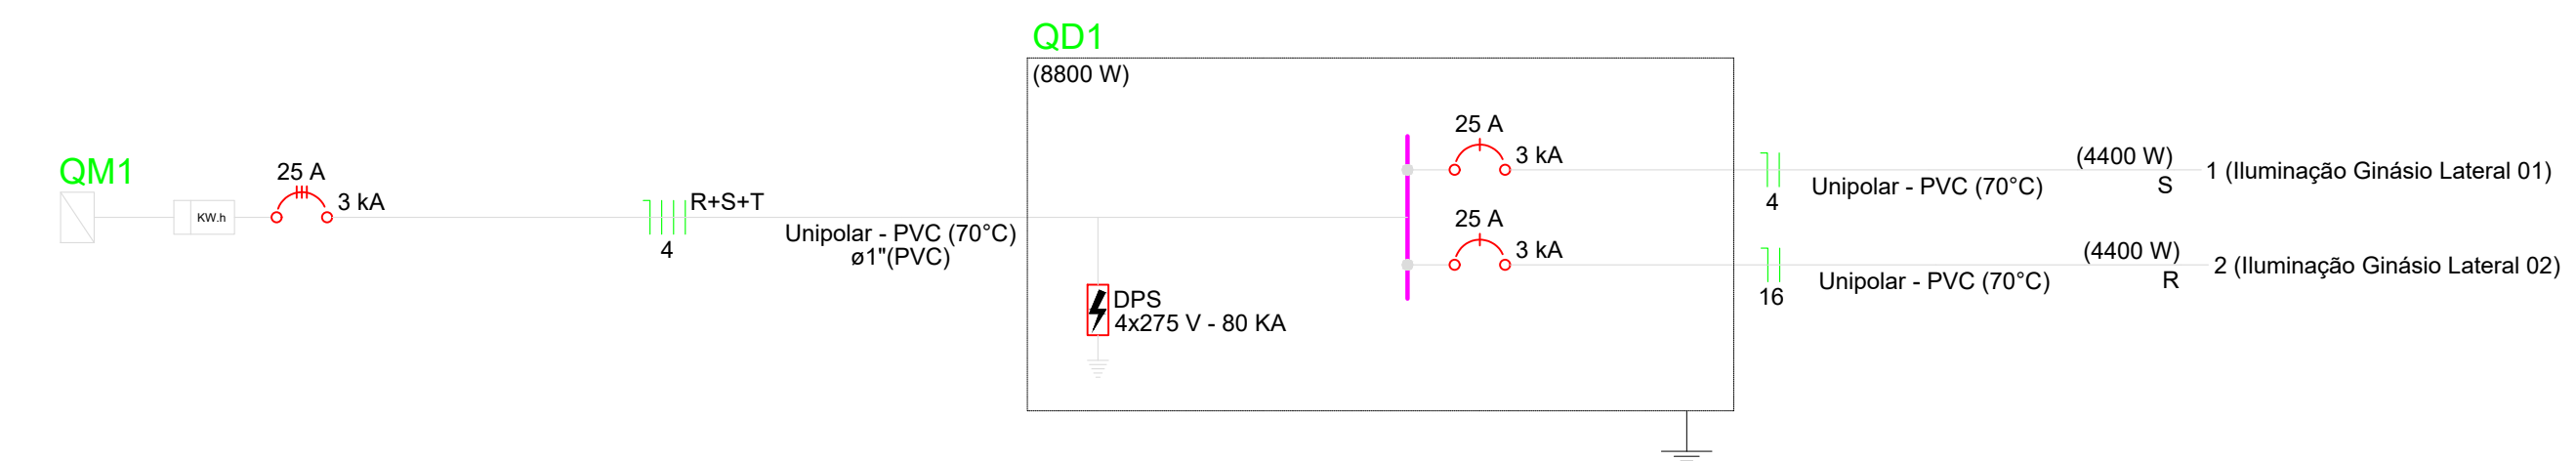 QM1
KW.h
25 A
3 kA
R+S+T
4
Unipolar - PVC (70°C)
ø1"(PVC)
QD1
(8800 W)
DPS
4x275 V - 80 KA
25 A
3 kA
4
Unipolar - PVC (70°C)
(4400 W)
S
1 (Iluminação Ginásio Lateral 01)
25 A
3 kA
16
Unipolar - PVC (70°C)
(4400 W)
R
2 (Iluminação Ginásio Lateral 02)